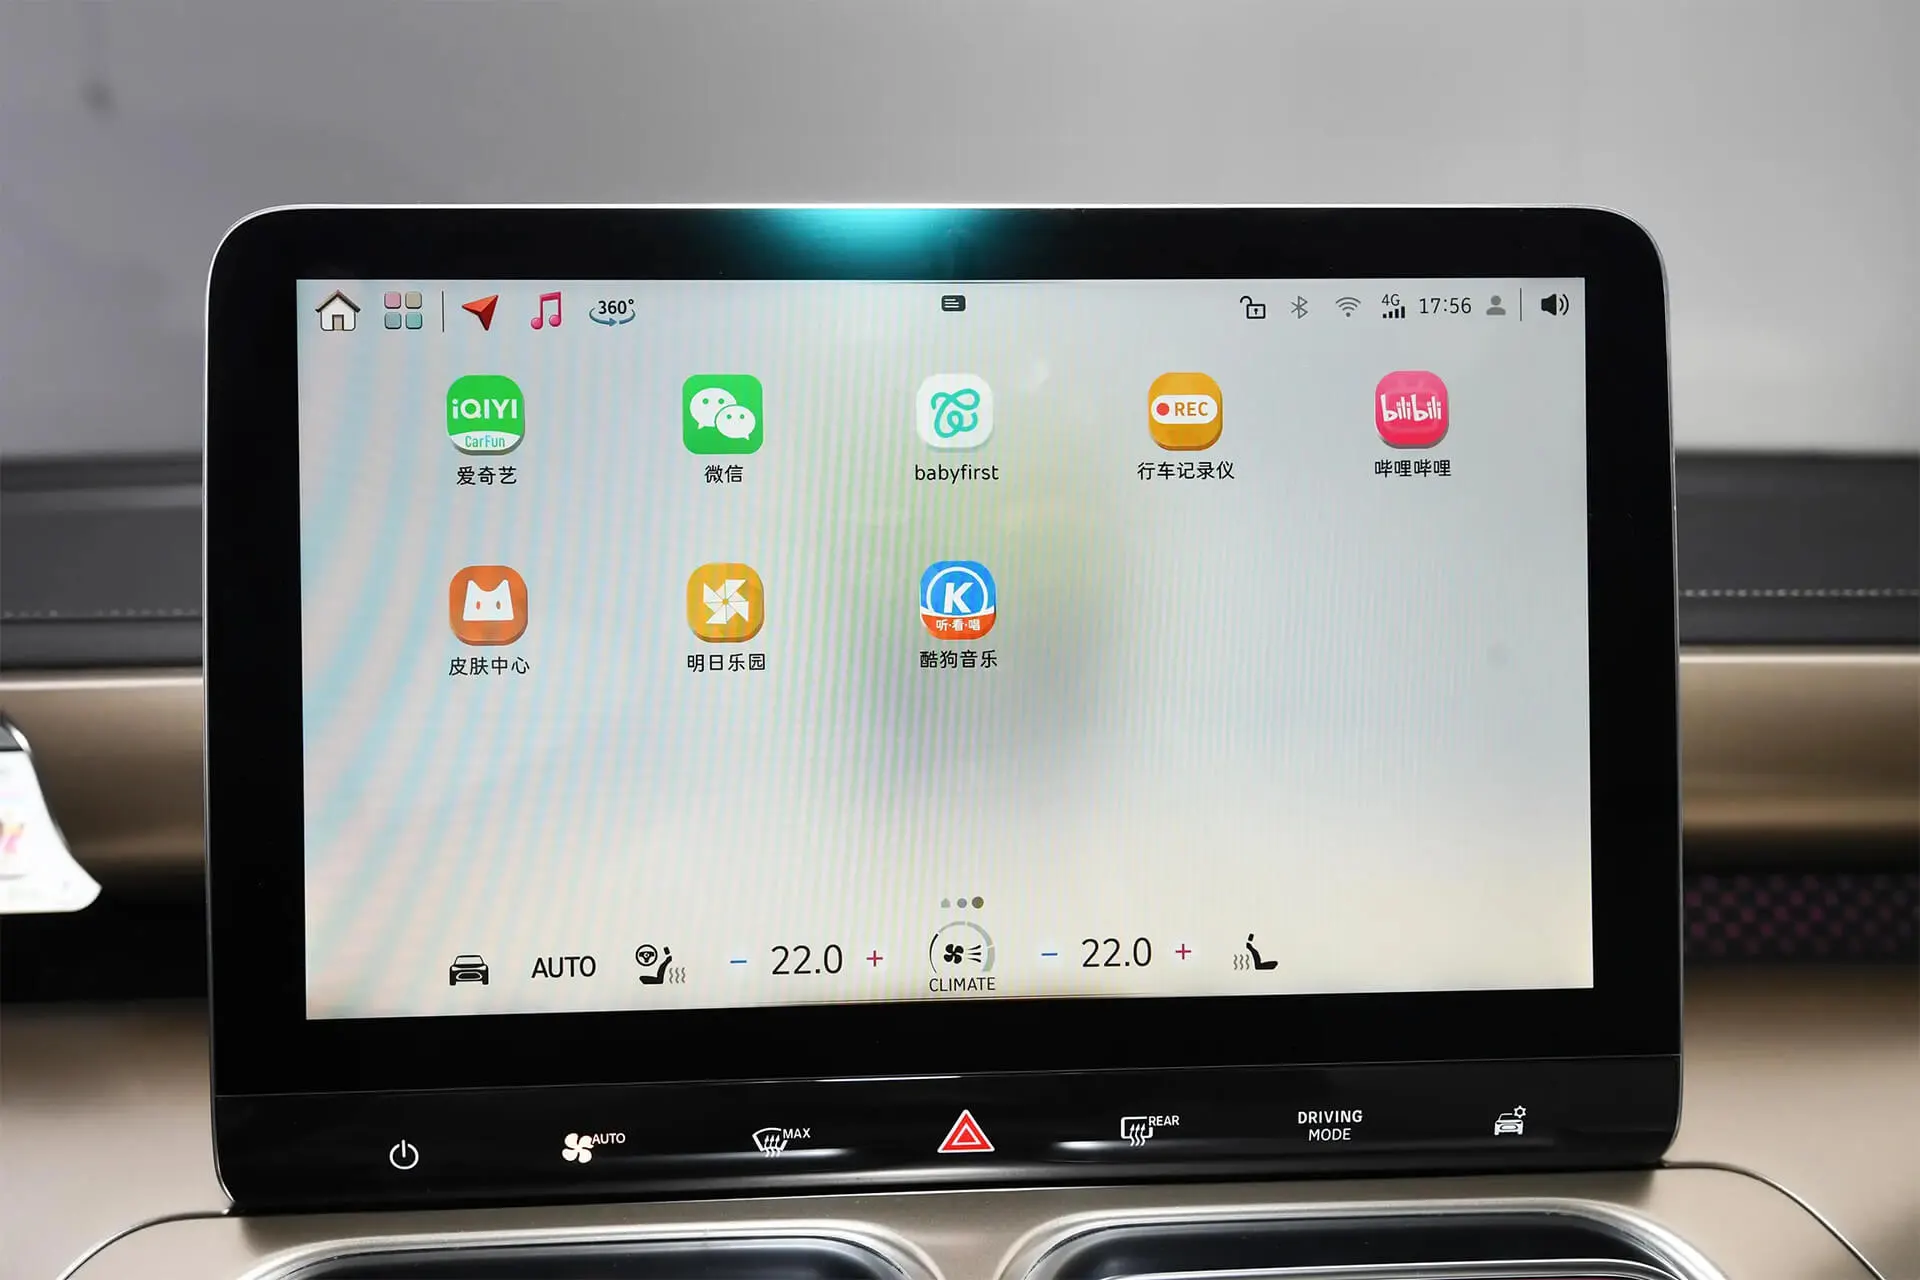 360°
4G
17:56
iQIYI
CarFun
爱奇艺
微信
babyfirst
REC
行车记录仪
bilibili
哔哩哔哩
皮肤中心
明日乐园
K
听·看·唱
酷狗音乐
AUTO
- 22.0 +
CLIMATE
- 22.0 +
AUTO
MAX
REAR
DRIVING
MODE